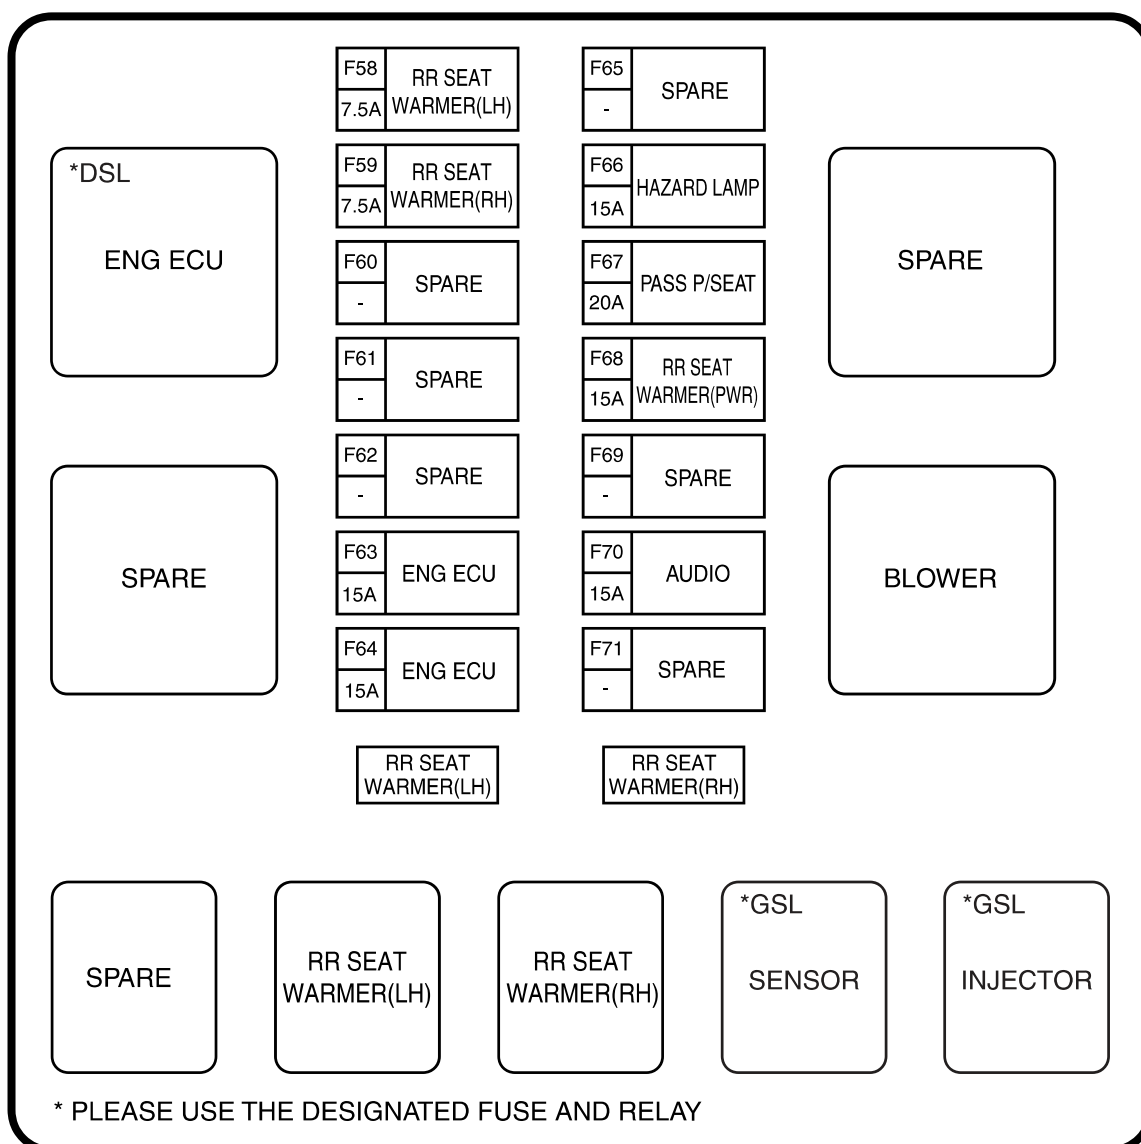 F58
7.5A
RR SEAT
WARMER(LH)
F65
-
SPARE
*DSL
ENG ECU
F59
7.5A
RR SEAT
WARMER(RH)
F66
15A
HAZARD LAMP
SPARE
F60
-
SPARE
F67
20A
PASS P/SEAT
F61
-
SPARE
F68
15A
RR SEAT
WARMER(PWR)
F62
-
SPARE
F69
-
SPARE
SPARE
F63
15A
ENG ECU
F70
15A
AUDIO
BLOWER
F64
15A
ENG ECU
F71
-
SPARE
RR SEAT
WARMER(LH)
RR SEAT
WARMER(RH)
SPARE
RR SEAT
WARMER(LH)
RR SEAT
WARMER(RH)
*GSL
SENSOR
*GSL
INJECTOR
* PLEASE USE THE DESIGNATED FUSE AND RELAY